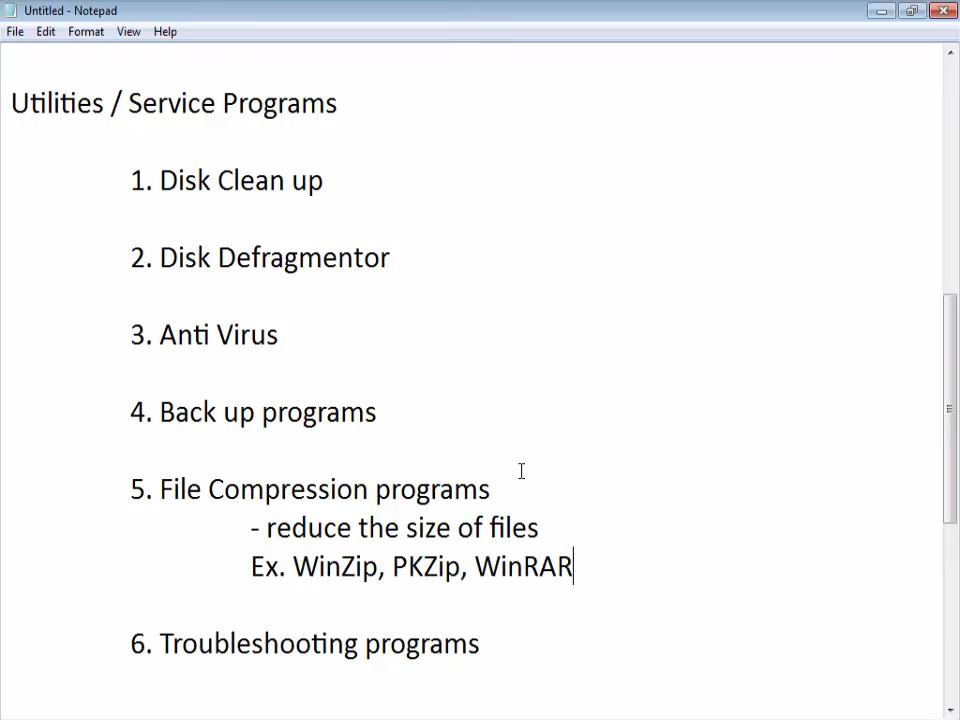 Untitled - Notepad
File Edit Format View Help
Utilities / Service Programs
1. Disk Clean up
2. Disk Defragmentor
3. Anti Virus
4. Back up programs
5. File Compression programs
- reduce the size of files
Ex. WinZip, PKZip, WinRAR
6. Troubleshooting programs